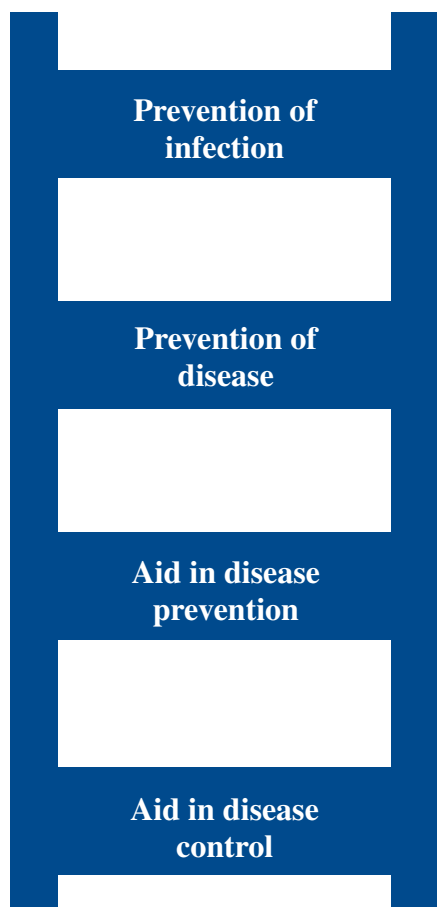 Prevention of
infection
Prevention of
disease
Aid in disease
prevention
Aid in disease
control